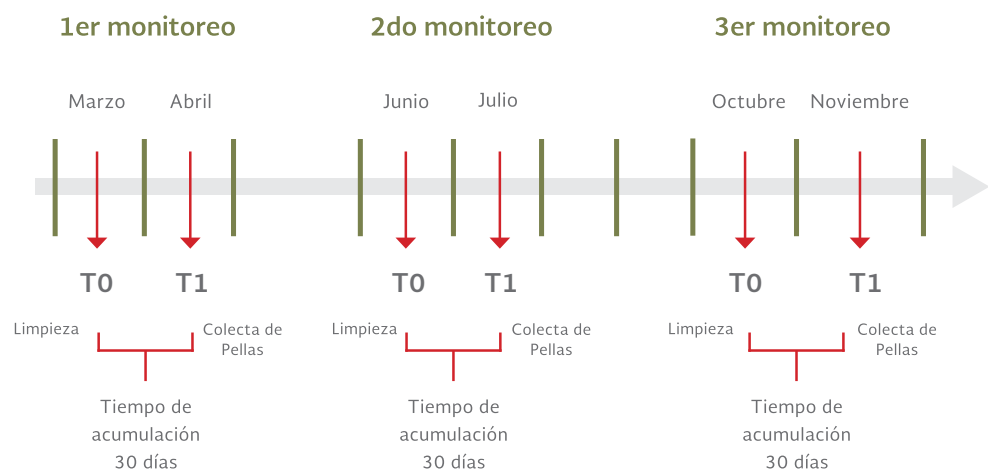 1er monitoreo
2do monitoreo
3er monitoreo
Marzo
Abril
Junio
Julio
Octubre
Noviembre
T0
T1
T0
T1
T0
T1
Limpieza
Colecta de
Pellas
Limpieza
Colecta de
Pellas
Limpieza
Colecta de
Pellas
Tiempo de
acumulación
30 días
Tiempo de
acumulación
30 días
Tiempo de
acumulación
30 días